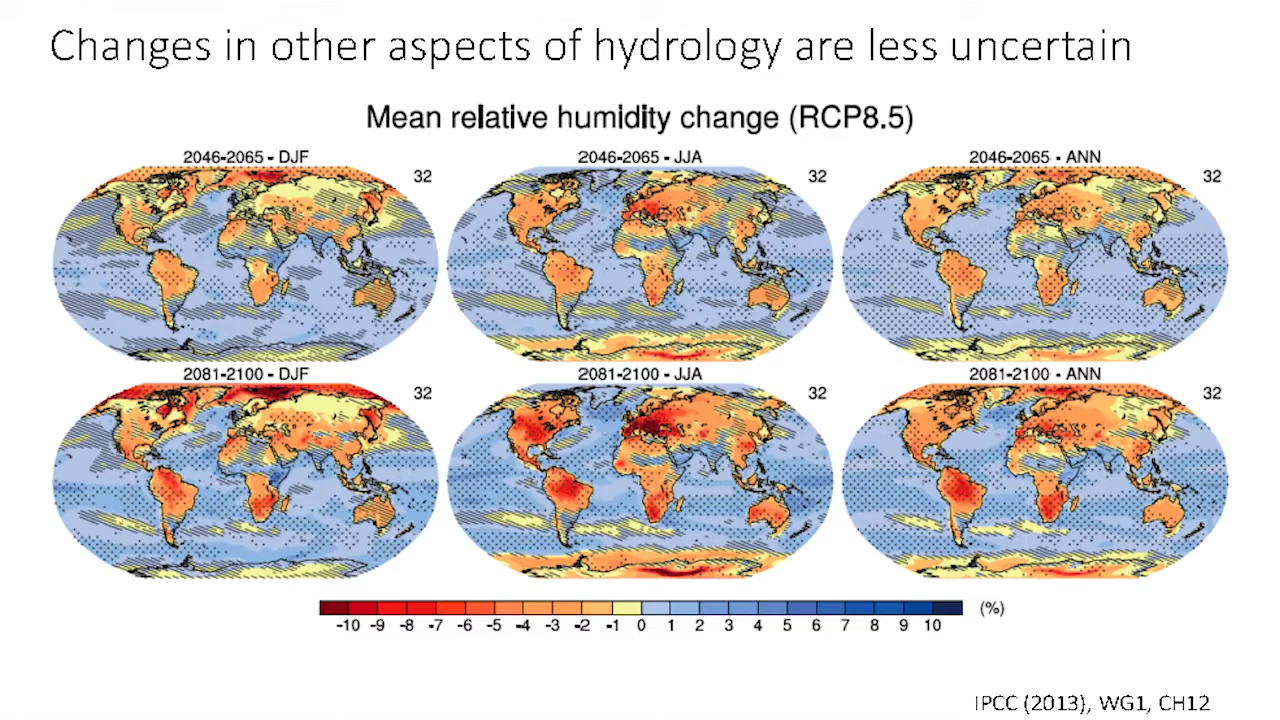 Changes in other aspects of hydrology are less uncertain
Mean relative humidity change (RCP8.5)
2046-2065 - DJF
32
2046-2065 - JJA
32
2046-2065 - ANN
32
2081-2100 - DJF
32
2081-2100 - JJA
32
2081-2100 - ANN
32
(%)
-10 -9 -8 -7 -6 -5 -4 -3 -2 -1 0 1 2 3 4 5 6 7 8 9 10
IPCC (2013), WG1, CH12